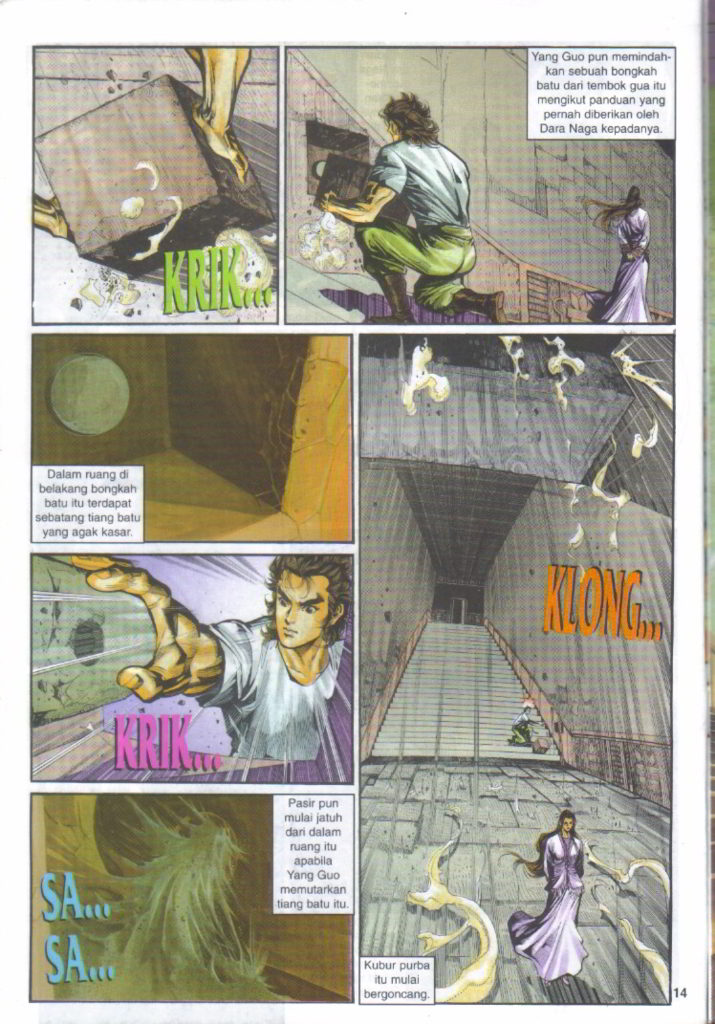 KRIK...
Yang Guo pun memindah-
kan sebuah bongkah
batu dari tembok gua itu
mengikut panduan yang
pernah diberikan oleh
Dara Naga kepadanya.
Dalam ruang di
belakang bongkah
batu itu terdapat
sebatang tiang batu
yang agak kasar.
KRIK...
Pasir pun
mulai jatuh
dari dalam
ruang itu
apabila
Yang Guo
memutarkan
tiang batu itu.
SA...
SA...
KLONG...
Kubur purba
itu mulai
bergoncang.
14